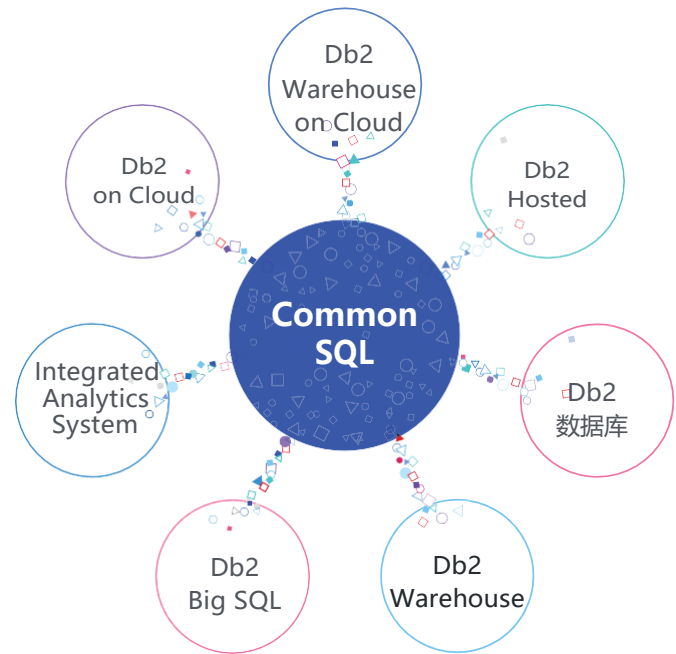 Db2
Warehouse
on Cloud
Db2
on Cloud
Db2
Hosted
Common
SQL
Integrated
Analytics
System
Db2
数据库
Db2
Big SQL
Db2
Warehouse